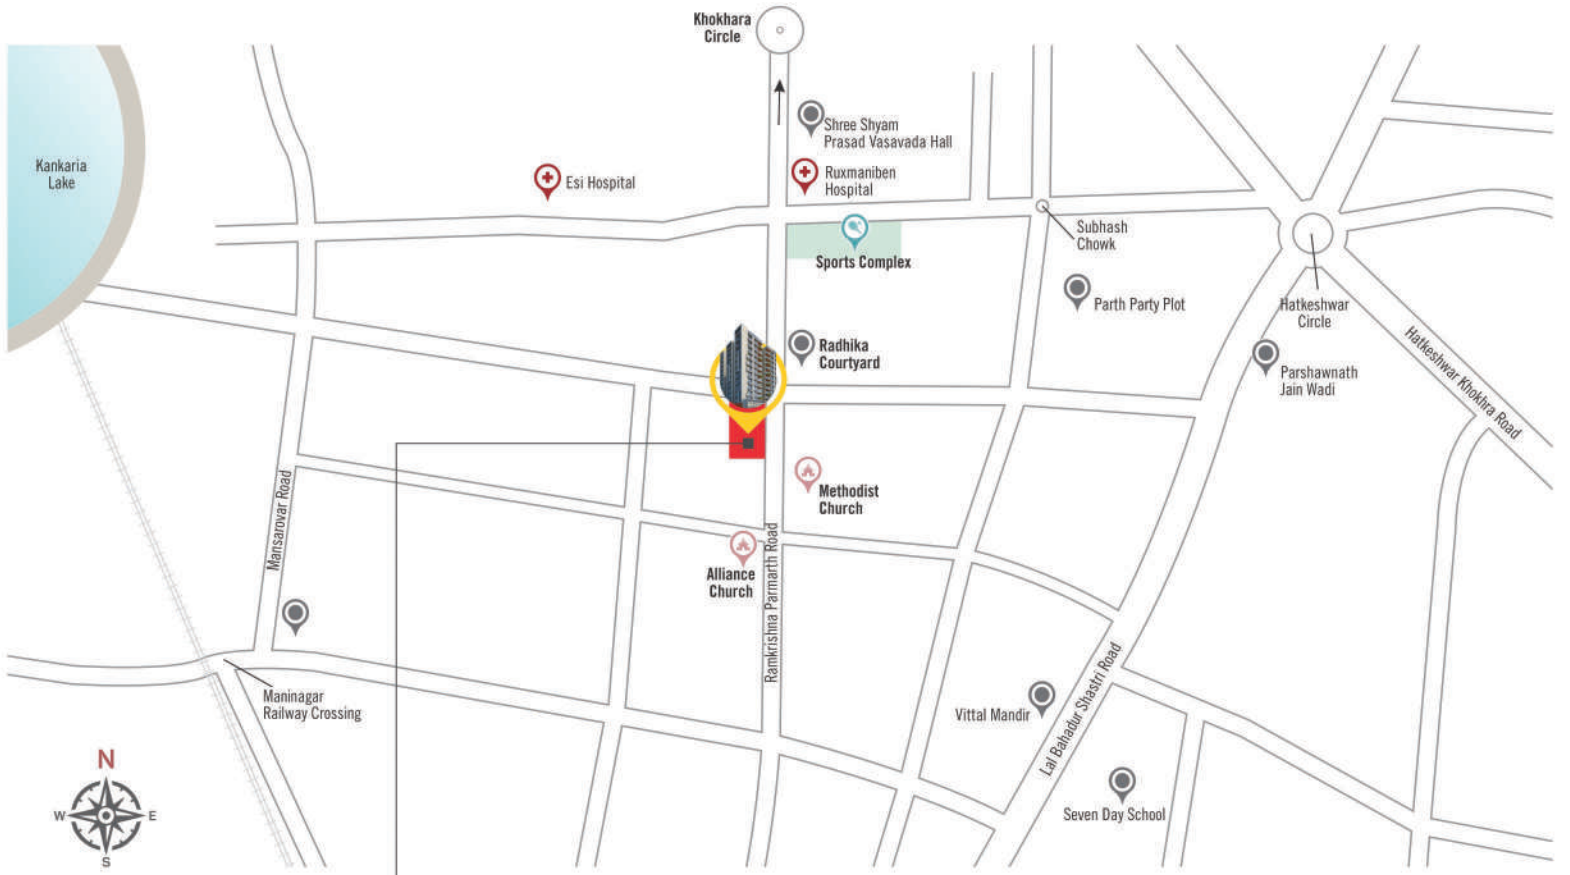 Khokhara
Circle
Shree Shyam
Prasad Vasavada Hall
Kankaria
Lake
Esi Hospital
Ruxmaniben
Hospital
Subhash
Chowk
Sports Complex
Parth Party Plot
Hatkeshwar
Circle
Hatkeshwar Khokhra Road
Radhika
Courtyard
Parshawnath
Jain Wadi
Mansarovar Road
Methodist
Church
Ramkrishna Parmarth Road
Alliance
Church
Maninagar
Railway Crossing
Vittal Mandir
Lal Bahadur Shastri Road
Seven Day School
N
W
E
S